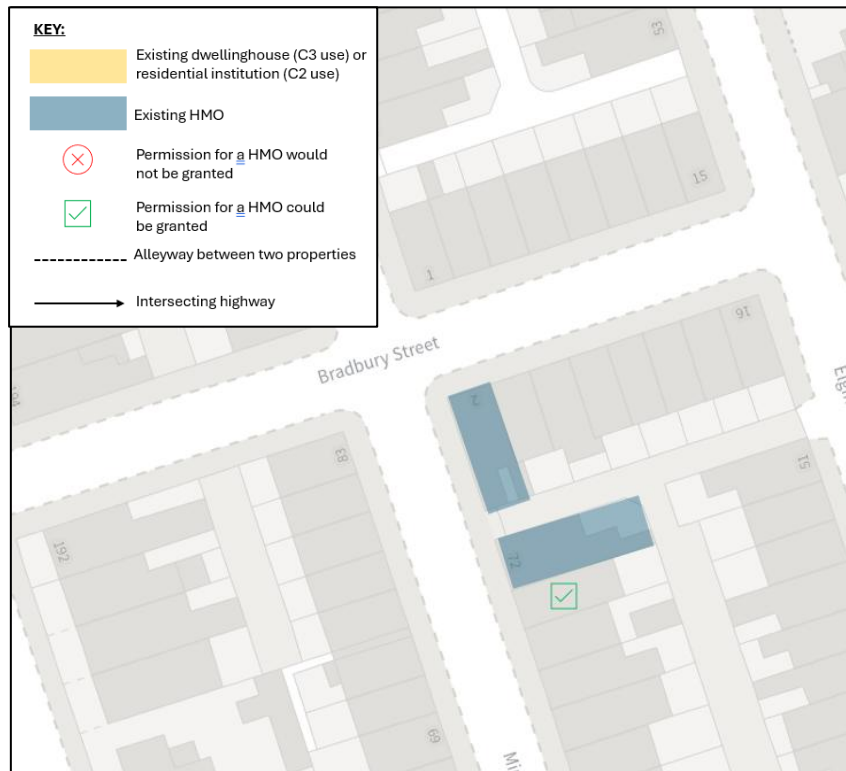 KEY:
Existing dwellinghouse (C3 use) or
residential institution (C2 use)
Existing HMO
Permission for a HMO would
not be granted
Permission for a HMO could
be granted
Alleyway between two properties
Intersecting highway
53
15
1
Bradbury Street
16
2
194
83
51
192
72
69